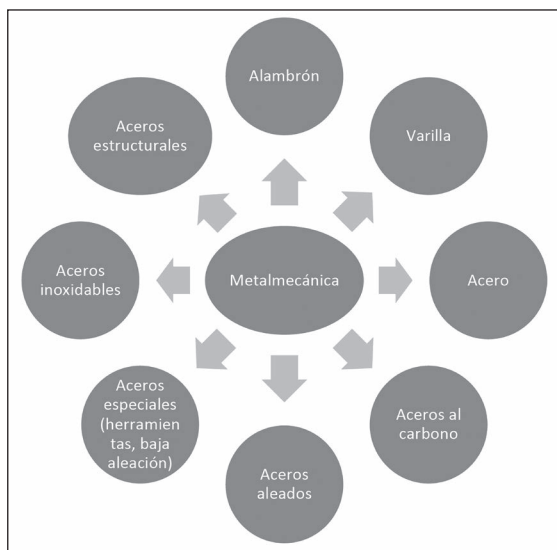 Alambrón
Aceros
estructurales
Varilla
Aceros
inoxidables
Metalmecánica
Acero
Aceros
especiales
(herramien
tas, baja
aleación)
Aceros al
carbono
Aceros
aleados